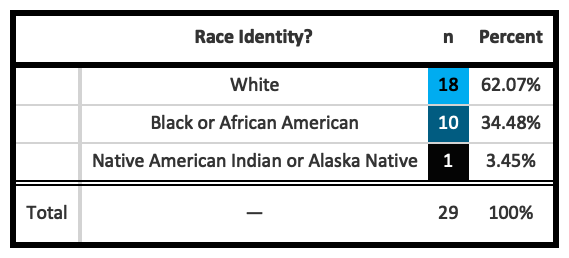 Race Identity? n Percent
White 18 62.07%
Black or African American 10 34.48%
Native American Indian or Alaska Native 1 3.45%
Total — 29 100%